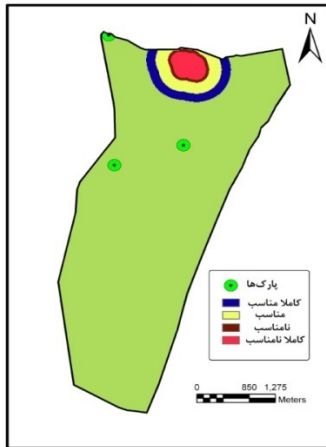 N
پارک‌ها
کاملا مناسب
مناسب
نامناسب
کاملا نامناسب
0 850 1,275
Meters